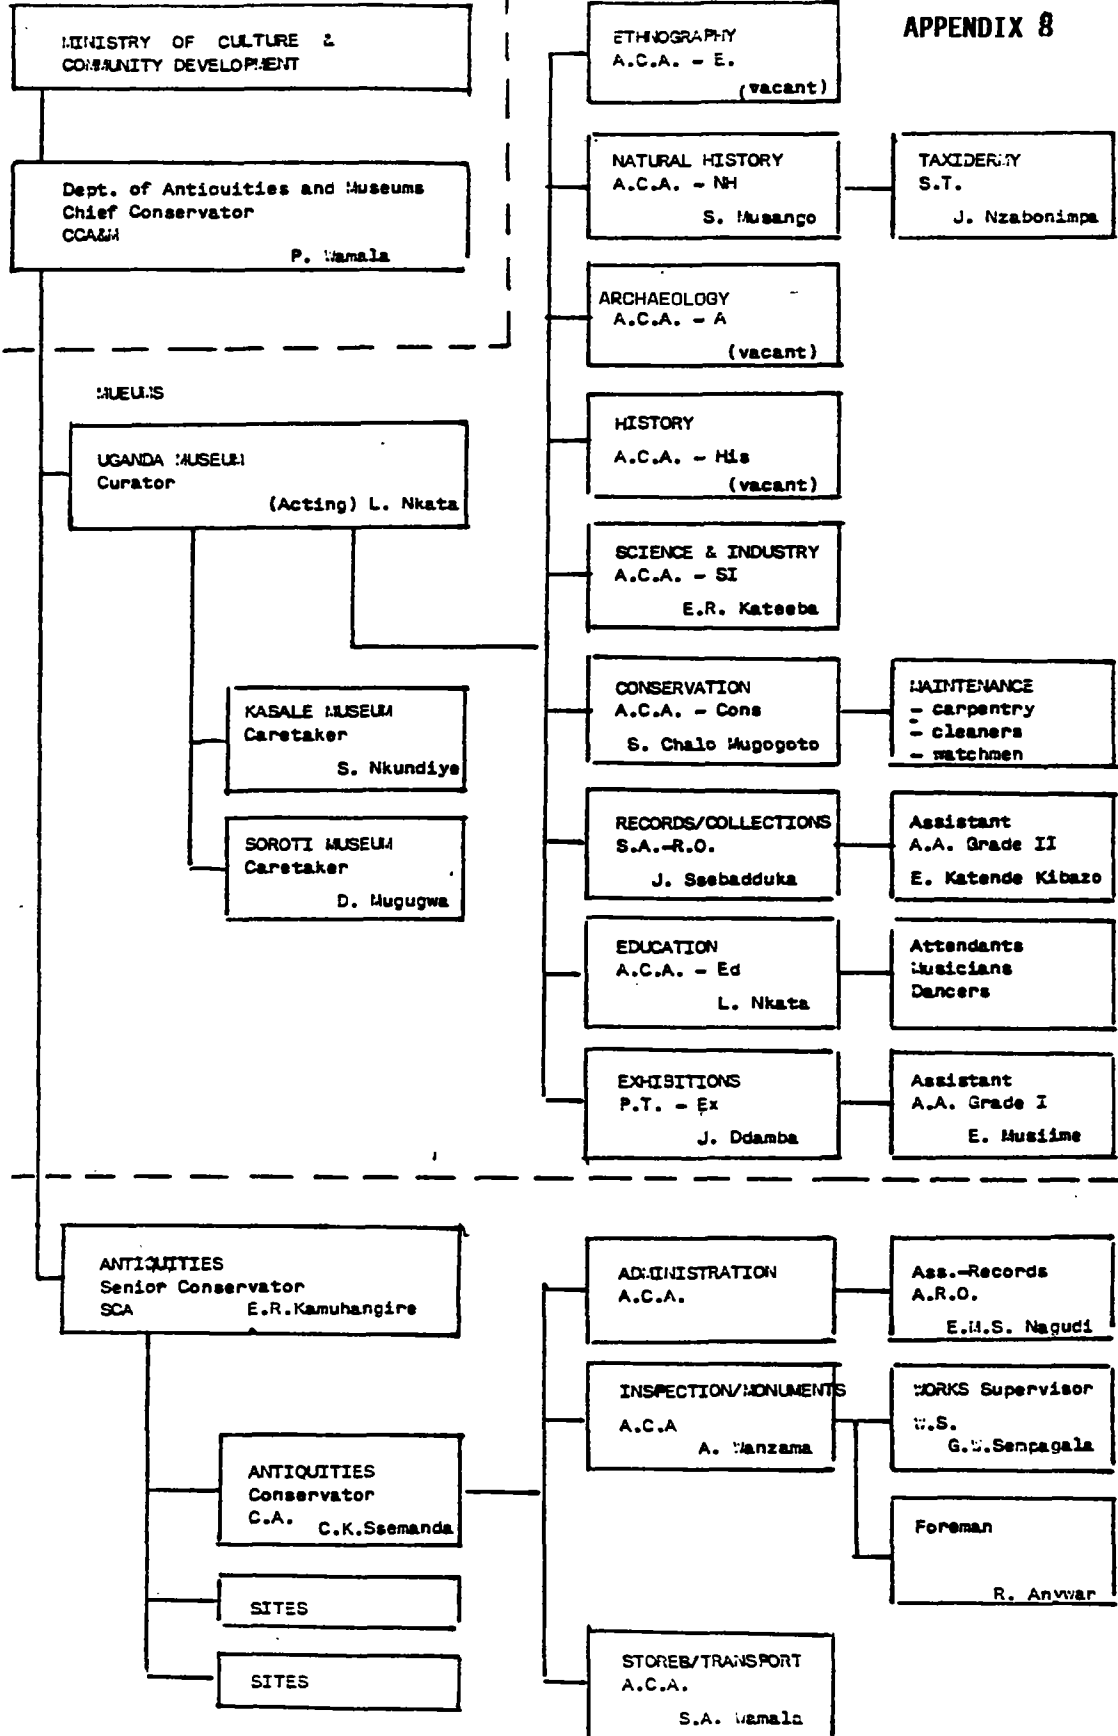 APPENDIX 8
MINISTRY OF CULTURE &
COMMUNITY DEVELOPMENT
Dept. of Antiquities and Museums
Chief Conservator
CCA&M
P. Wamala
MUEUMS
UGANDA MUSEUM
Curator
(Acting) L. Nkata
KASALE MUSEUM
Caretaker
S. Nkundiye
SOROTI MUSEUM
Caretaker
D. Mugugwa
ETHNOGRAPHY
A.C.A. - E.
(vacant)
NATURAL HISTORY
A.C.A. - NH
S. Musango
TAXIDERMY
S.T.
J. Nzabonimpa
ARCHAEOLOGY
A.C.A. - A
(vacant)
HISTORY
A.C.A. - His
(vacant)
SCIENCE & INDUSTRY
A.C.A. - SI
E.R. Kateeba
CONSERVATION
A.C.A. - Cons
S. Chalo Mugogoto
MAINTENANCE
- carpentry
- cleaners
- watchmen
RECORDS/COLLECTIONS
S.A.-R.O.
J. Ssebadduka
Assistant
A.A. Grade II
E. Katende Kibazo
EDUCATION
A.C.A. - Ed
L. Nkata
Attendants
Musicians
Dancers
EXHIBITIONS
P.T. - Ex
J. Ddamba
Assistant
A.A. Grade I
E. Musiime
ANTIQUITIES
Senior Conservator
SCA E.R.Kamuhangire
ANTIQUITIES
Conservator
C.A. C.K.Ssemanda
SITES
SITES
ADMINISTRATION
A.C.A.
Ass.-Records
A.R.O.
E.M.S. Nagudi
INSPECTION/MONUMENTS
A.C.A
A. Wanzama
WORKS Supervisor
W.S.
G.W.Sempagala
Foreman
R. Anywar
STORES/TRANSPORT
A.C.A.
S.A. Wamala